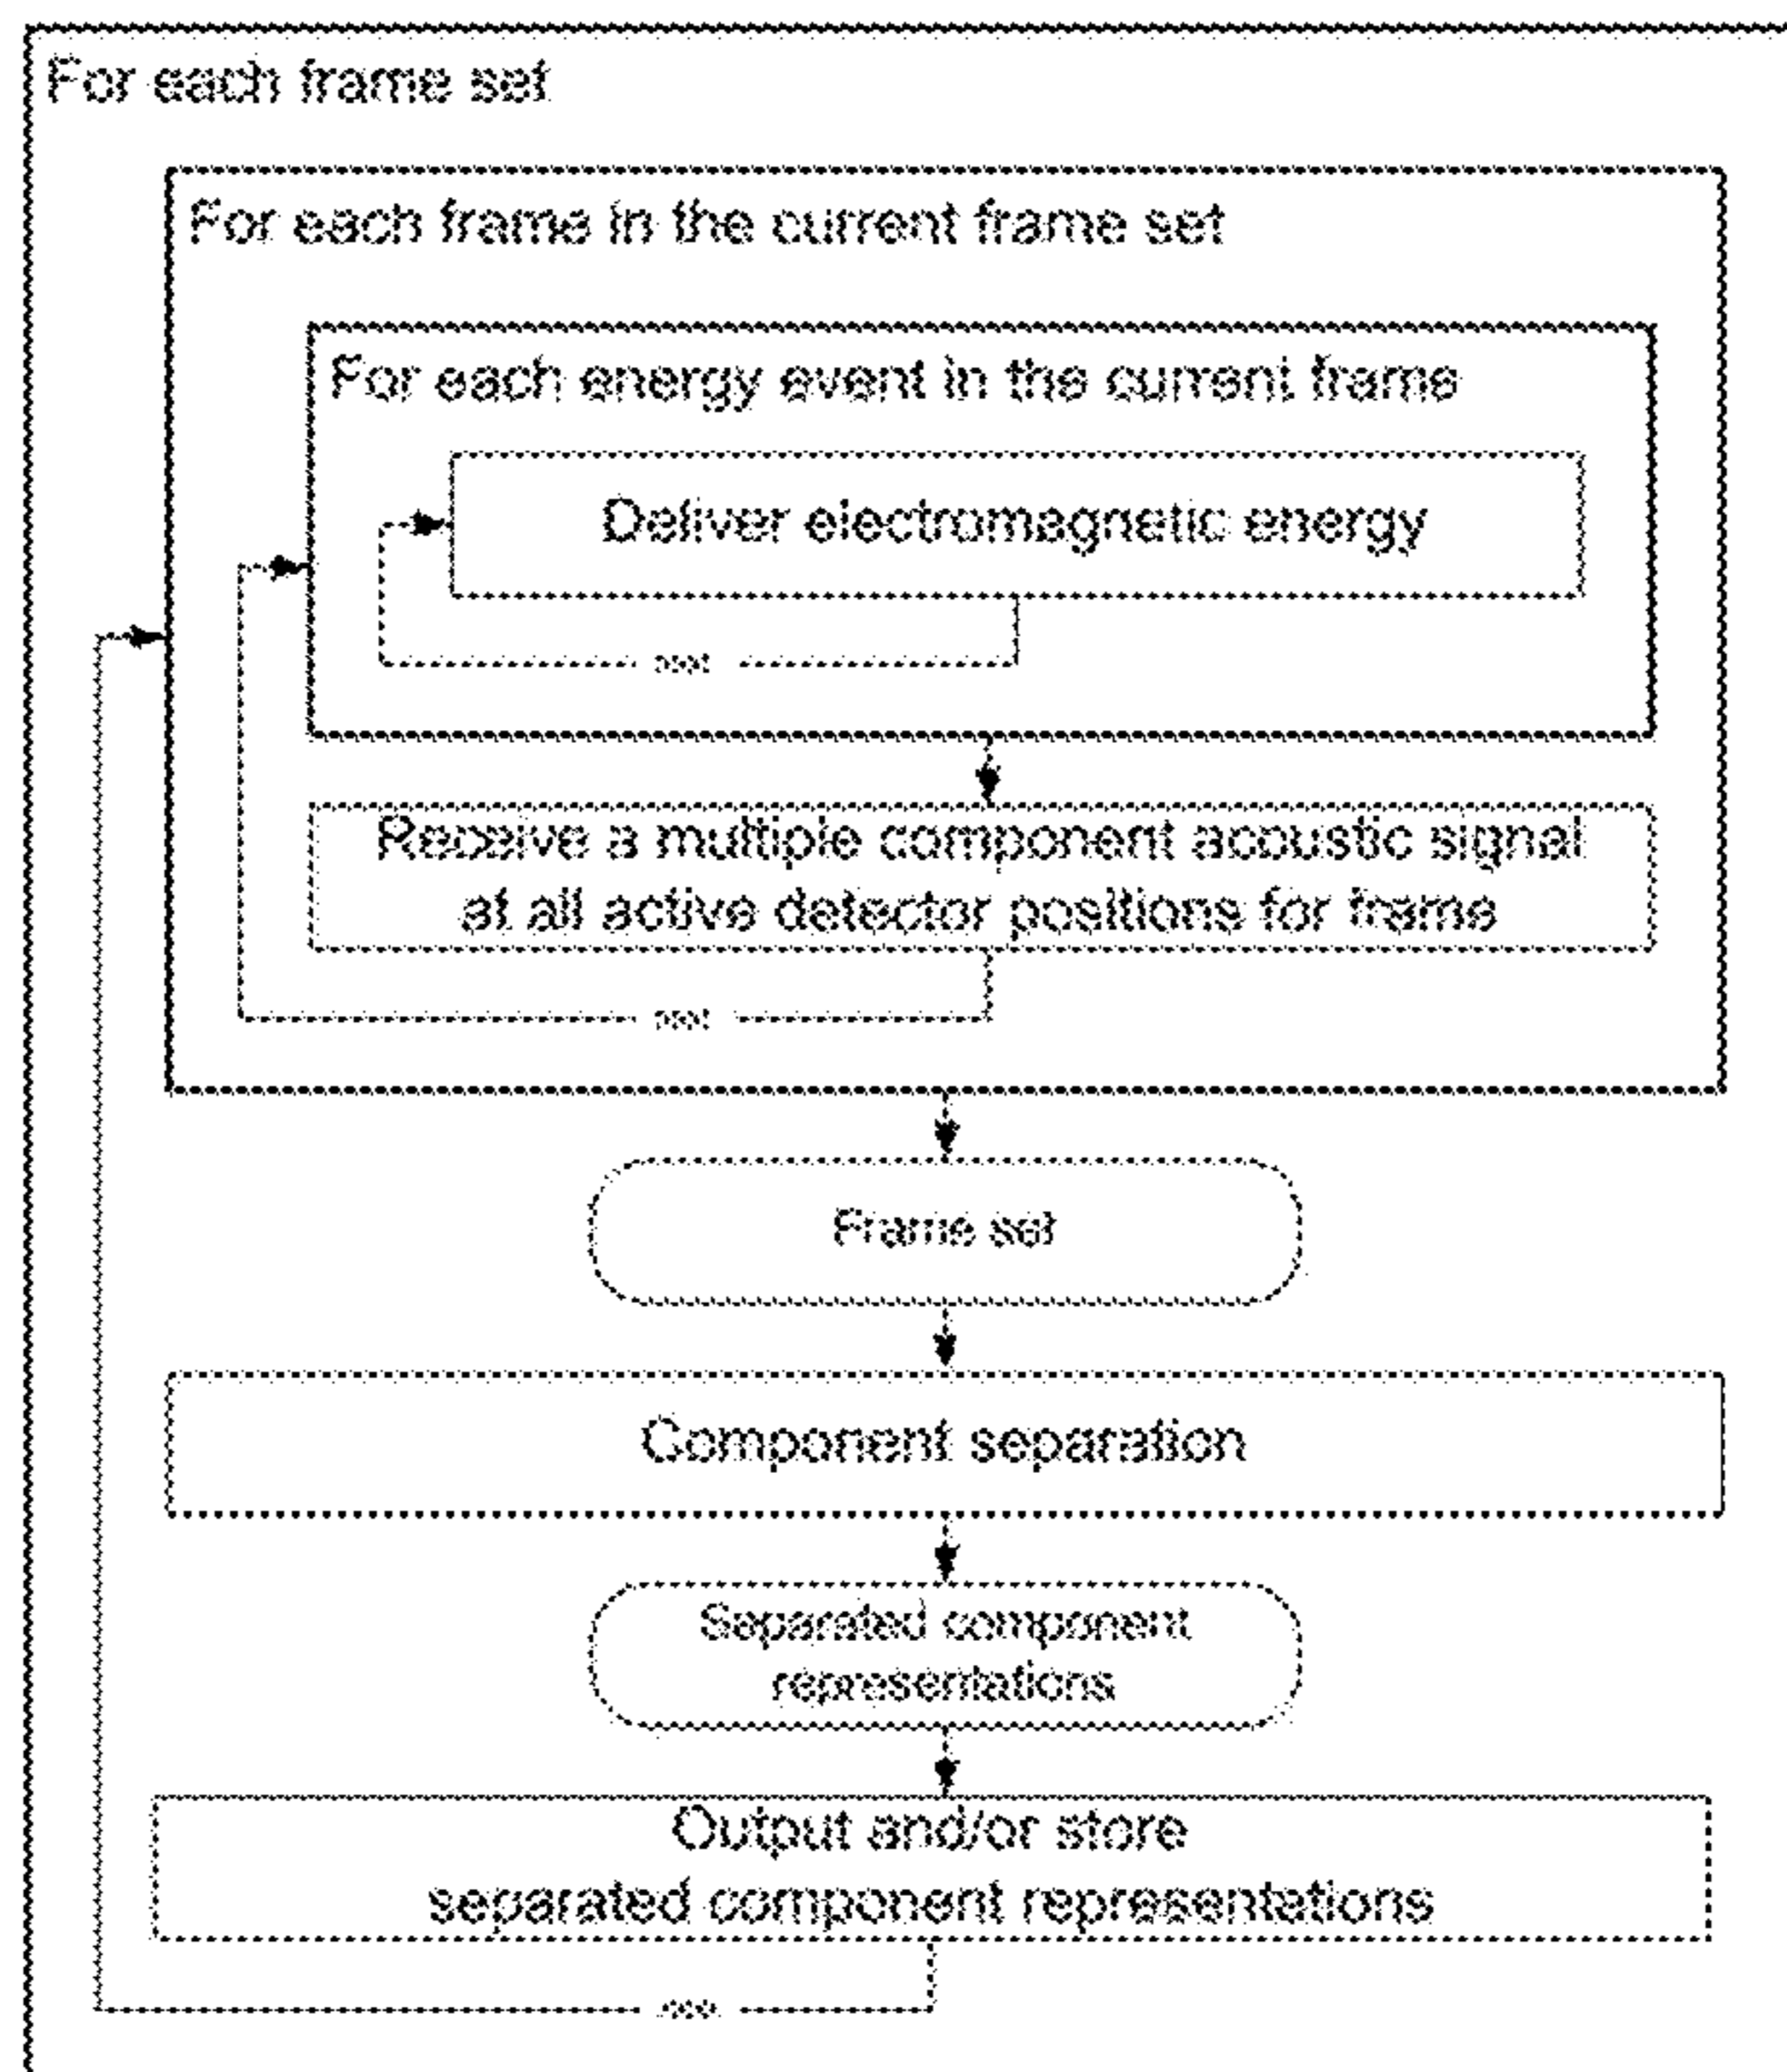 For each frame set
For each frame in the current frame set
For each energy event in the current frame
Deliver electromagnetic energy
next
Receive a multiple component acoustic signal
at all active detector positions for frame
next
Frame set
Component separation
Separated component
representations
Output and/or store
separated component representations